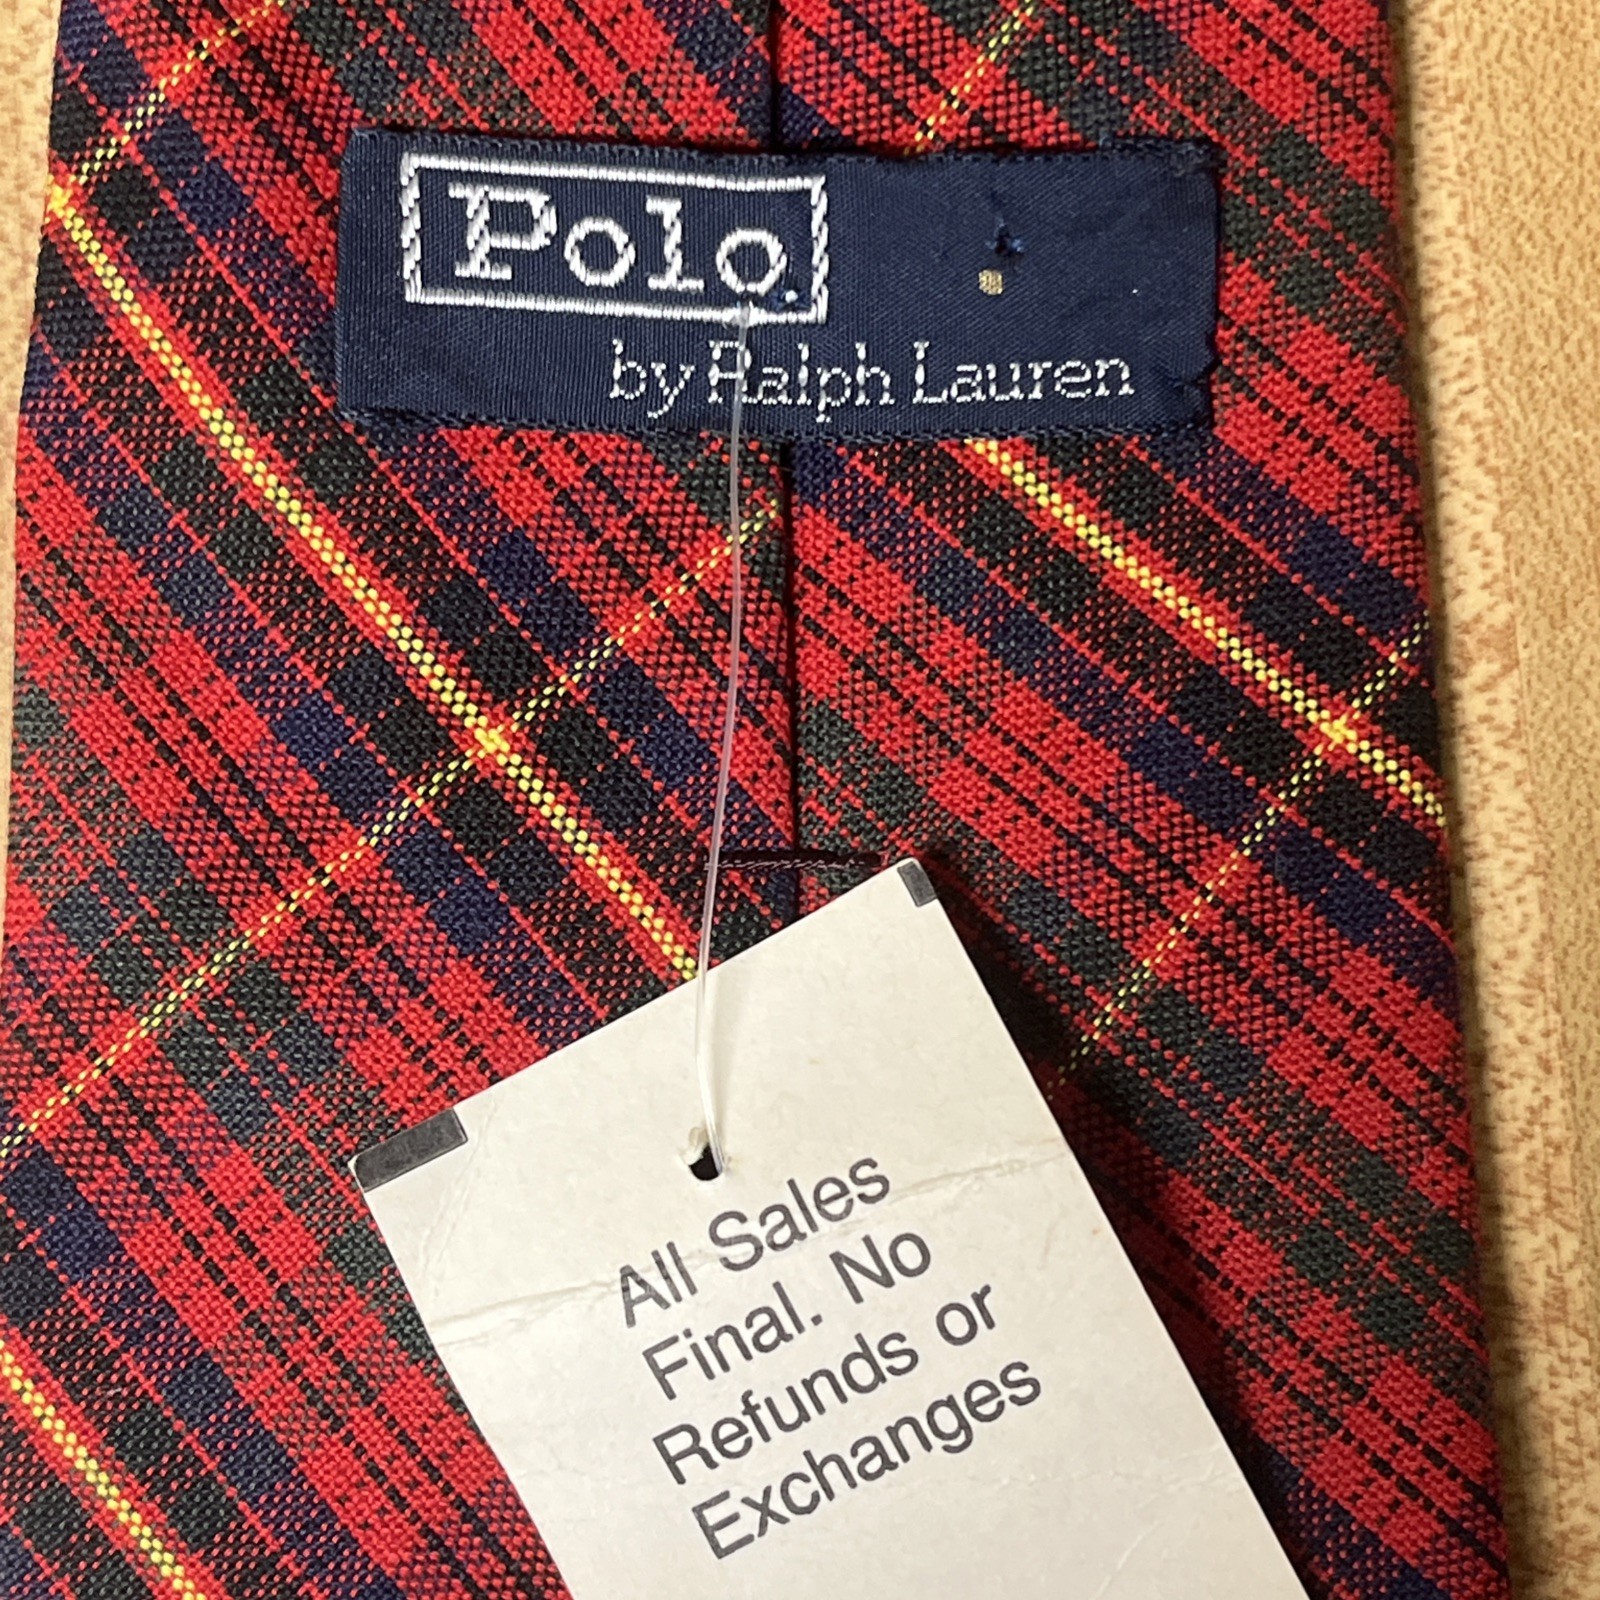 Polo
by Ralph Lauren
All Sales
Final. No
Refunds or
Exchanges